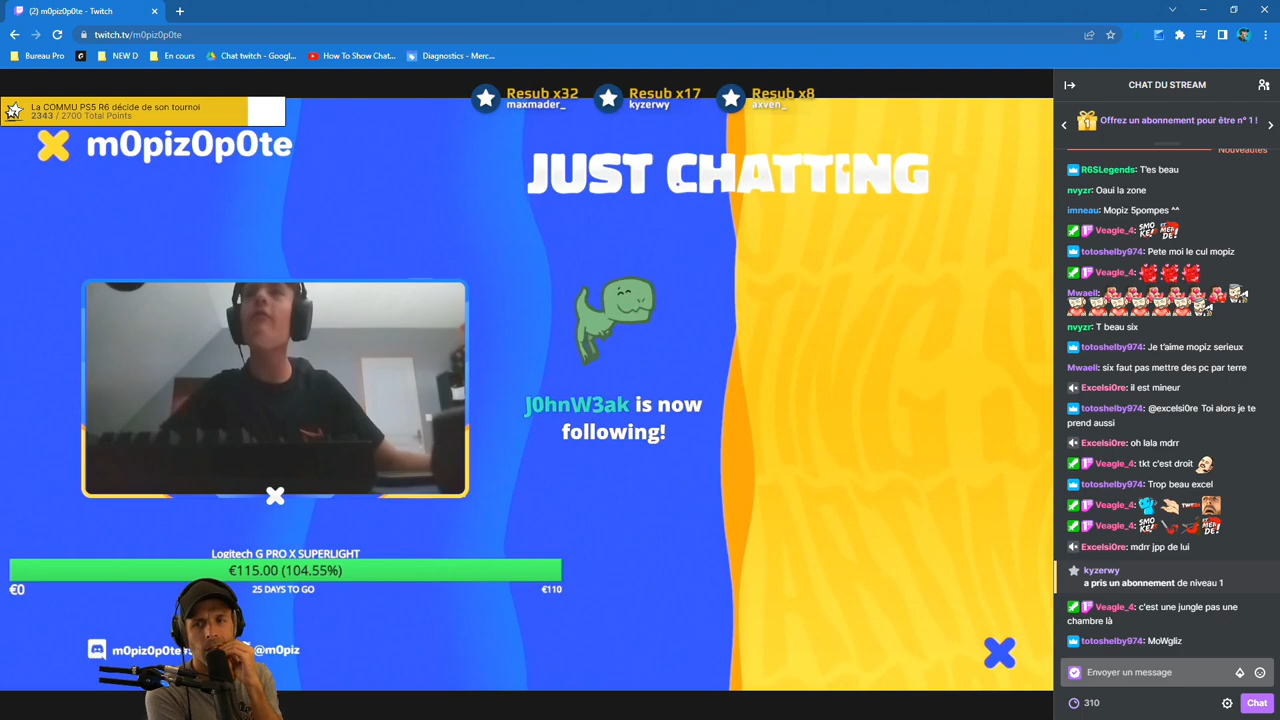 (2) m0piz0p0te - Twitch
twitch.tv/m0piz0p0te
Bureau Pro
NEW D
En cours
Chat twitch - Googl...
How To Show Chat...
Diagnostics - Merc...
La COMMU PS5 R6 décide de son tournoi
2343 / 2700 Total Points
Resub x32
maxmader_
Resub x17
kyzerwy
Resub x8
axven_
m0piz0p0te
JUST CHATTING
J0hnW3ak is now
following!
Logitech G PRO X SUPERLIGHT
€115.00 (104.55%)
€0
25 DAYS TO GO
€110
@m0piz
CHAT DU STREAM
Offrez un abonnement pour être n° 1 !
Nouveautés
R6SLegends: T'es beau
nvyzr: Oaui la zone
imneau: Mopiz 5pompes ^^
Veagle_4:
totoshelby974: Pete moi le cul mopiz
Veagle_4:
Mwaell:
nvyzr: T beau six
totoshelby974: Je t'aime mopiz serieux
Mwaell: six faut pas mettre des pc par terre
Excelsi0re: il est mineur
totoshelby974: @excelsi0re Toi alors je te
prend aussi
Excelsi0re: oh lala mdrr
Veagle_4: tkt c'est droit
totoshelby974: Trop beau excel
Veagle_4:
Veagle_4:
Excelsi0re: mdrr jpp de lui
kyzerwy
a pris un abonnement de niveau 1
Veagle_4: c'est une jungle pas une
chambre là
totoshelby974: MoWgliz
Envoyer un message
310
Chat